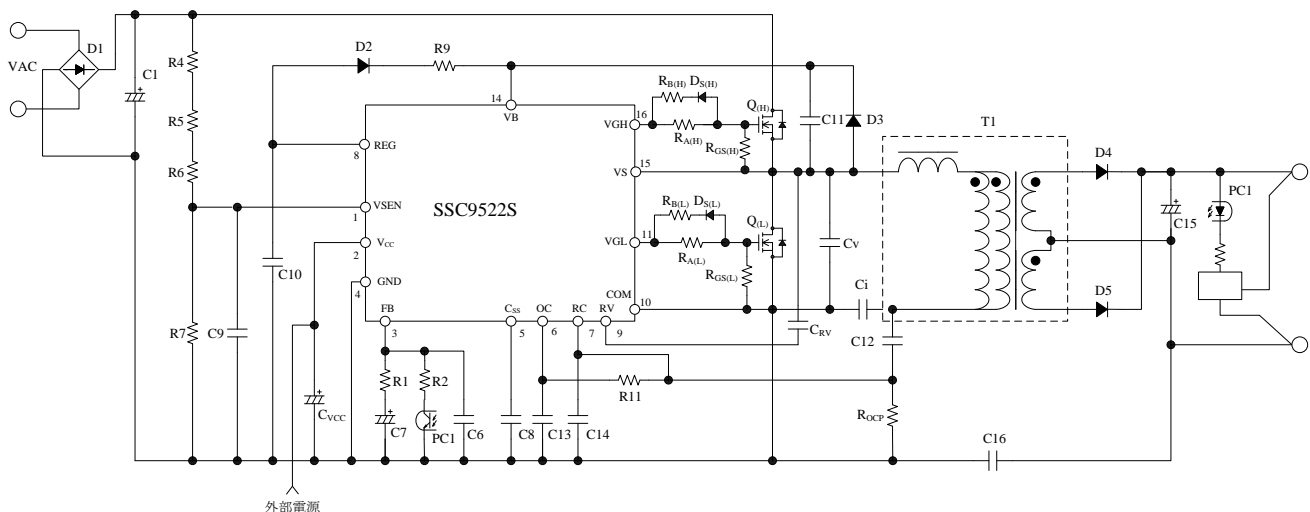 D1
VAC
C1
R4
R5
R6
R7
C9
C10
D2
R9
14
VB
REG
8
VSEN
1
VCC
2
GND
4
SSC9522S
FB
3
CSS
5
OC
6
RC
7
RV
9
COM
10
VGH
16
VS
15
VGL
11
RB(H)
DS(H)
RA(H)
RGS(H)
Q(H)
RB(L)
DS(L)
RA(L)
RGS(L)
Q(L)
C11
D3
CV
Ci
CRV
T1
D4
D5
C15
PC1
C12
ROCP
R11
R1
R2
C7
PC1
C6
C8
C13
C14
CVCC
C16
外部電源